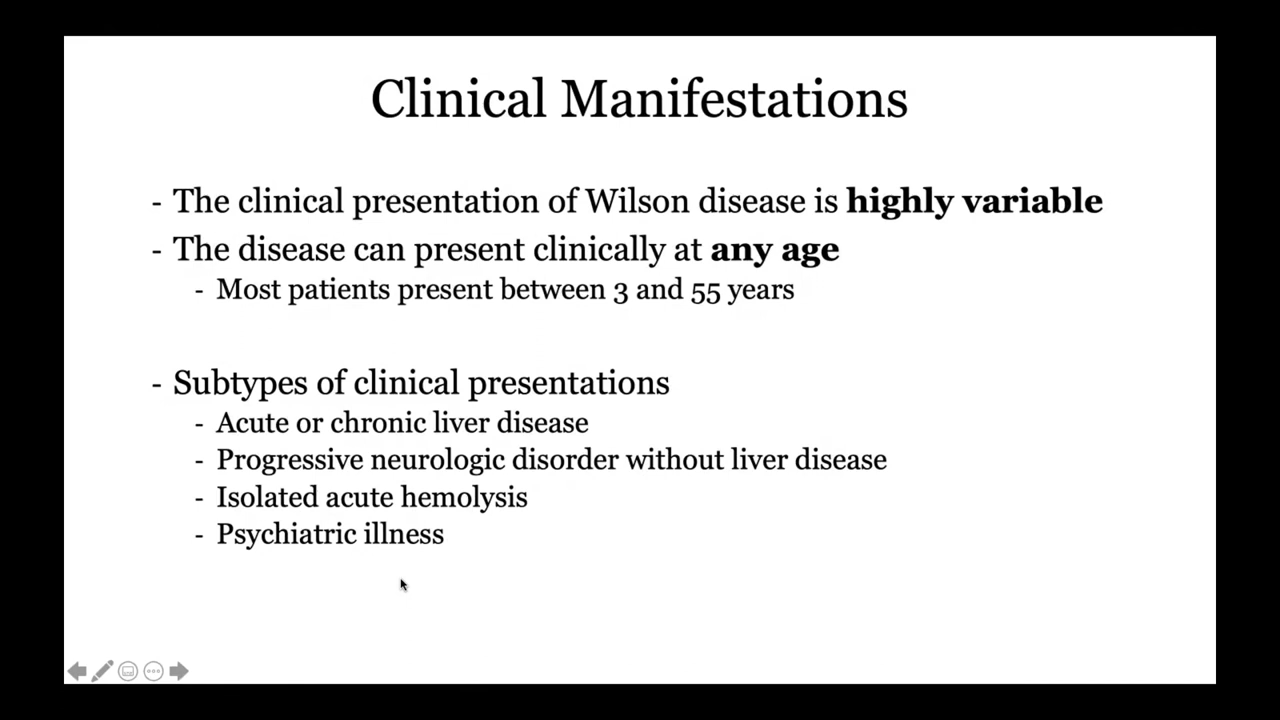 Clinical Manifestations
- The clinical presentation of Wilson disease is highly variable
- The disease can present clinically at any age
- Most patients present between 3 and 55 years
- Subtypes of clinical presentations
- Acute or chronic liver disease
- Progressive neurologic disorder without liver disease
- Isolated acute hemolysis
- Psychiatric illness